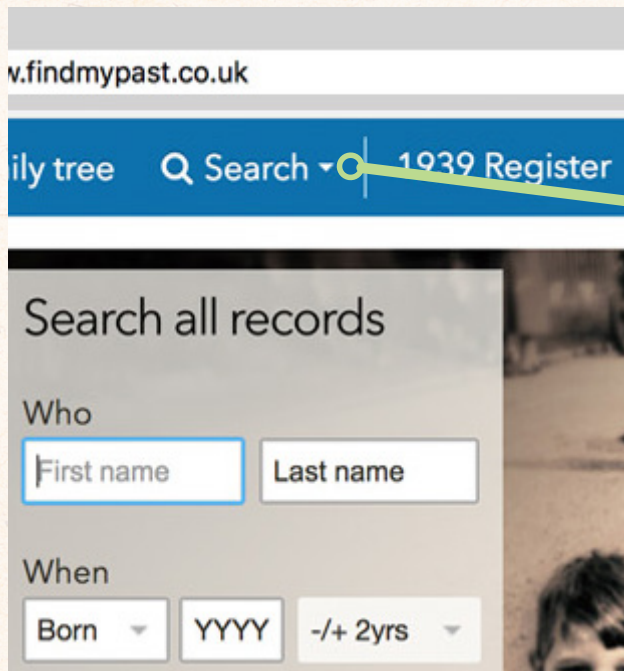 w.findmypast.co.uk
ily tree Search 1939 Register
Search all records
Who
First name Last name
When
Born YYYY -/+ 2yrs